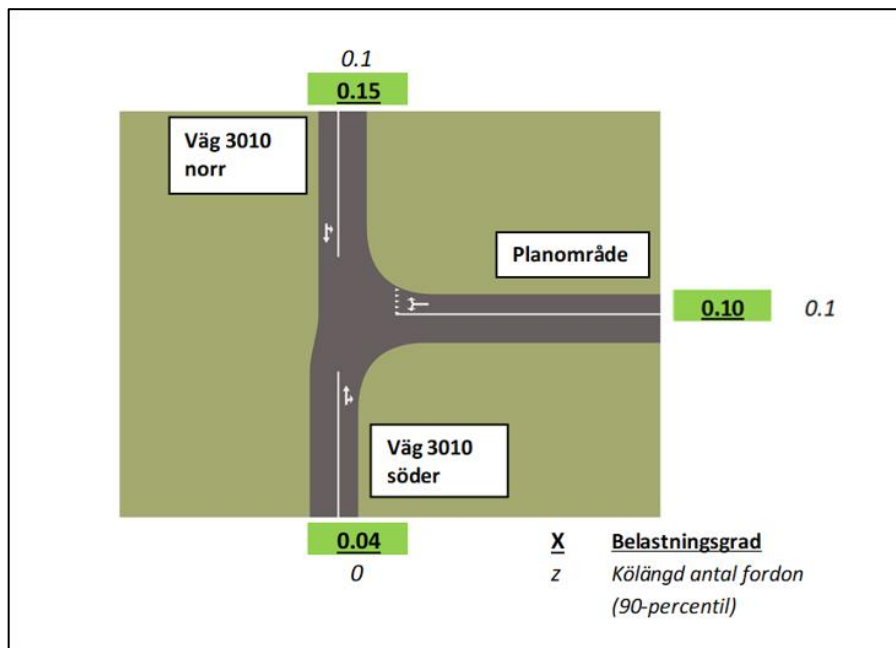 0.1
0.15
Väg 3010
norr
Planområde
0.10 0.1
Väg 3010
söder
0.04
0
X Belastningsgrad
z Kölängd antal fordon
(90-percentil)